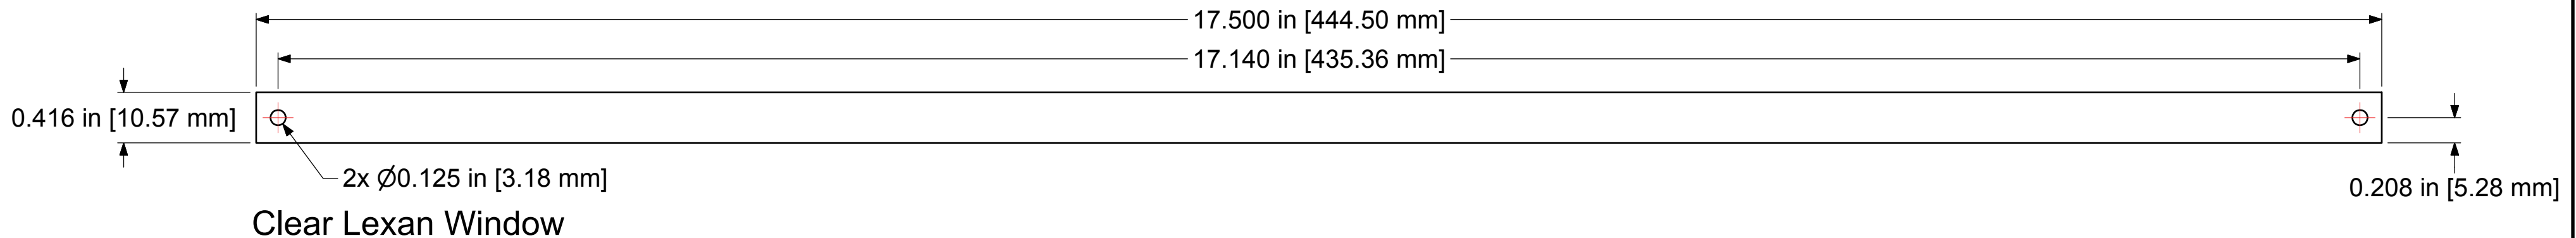 17.500 in [444.50 mm]
17.140 in [435.36 mm]
0.416 in [10.57 mm]
2x Ø0.125 in [3.18 mm]
0.208 in [5.28 mm]
Clear Lexan Window